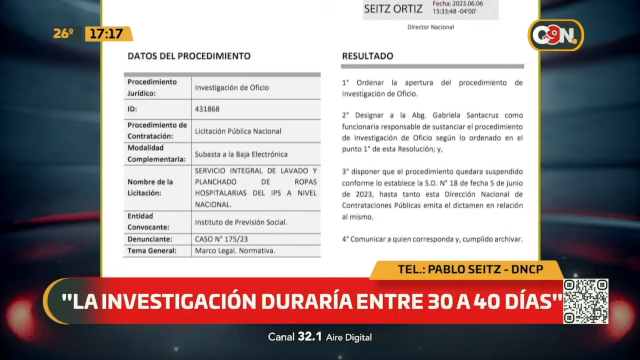 26° 17:17
SEITZ ORTIZ
Fecha: 2023.06.06
15:33:48 -04'00'
Director Nacional
C9N
DATOS DEL PROCEDIMIENTO
Procedimiento Jurídico:
Investigación de Oficio
ID:
431868
Procedimiento de Contratación:
Licitación Pública Nacional
Modalidad Complementaria:
Subasta a la Baja Electrónica
Nombre de la Licitación:
SERVICIO INTEGRAL DE LAVADO Y
PLANCHADO DE ROPAS
HOSPITALARIAS DEL IPS A NIVEL
NACIONAL.
Entidad Convocante:
Instituto de Previsión Social.
Denunciante:
CASO N° 175/23
Tema General:
Marco Legal. Normativa.
RESULTADO
1° Ordenar la apertura del procedimiento de
Investigación de Oficio.
2° Designar a la Abg. Gabriela Santacruz como
funcionaria responsable de sustanciar el procedimiento
de Investigación de Oficio según lo ordenado en el
punto 1° de esta Resolución; y,
3° disponer que el procedimiento quedara suspendido
conforme lo establece la S.D. N° 18 de fecha 5 de junio
de 2023, hasta tanto esta Dirección Nacional de
Contrataciones Públicas emita el dictamen en relación
al mismo.
4° Comunicar a quien corresponda y, cumplido archivar.
TEL.: PABLO SEITZ - DNCP
"LA INVESTIGACIÓN DURARÍA ENTRE 30 A 40 DÍAS"
Canal 32.1 Aire Digital